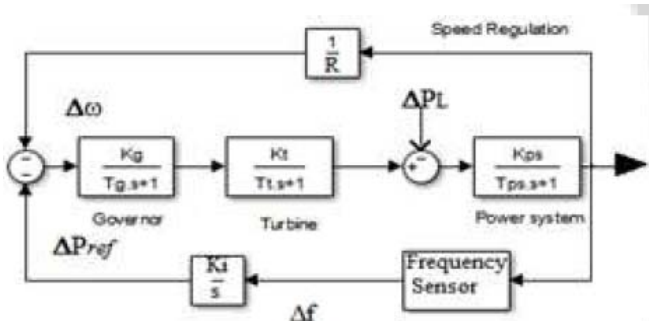 Speed Regulation
1
R
Δω
ΔPL
Kg
Tg.s+1
Kt
Tt.s+1
Kps
Tps.s+1
Governor
Turbine
Power system
ΔPref
Ki
s
Frequency
Sensor
Δf